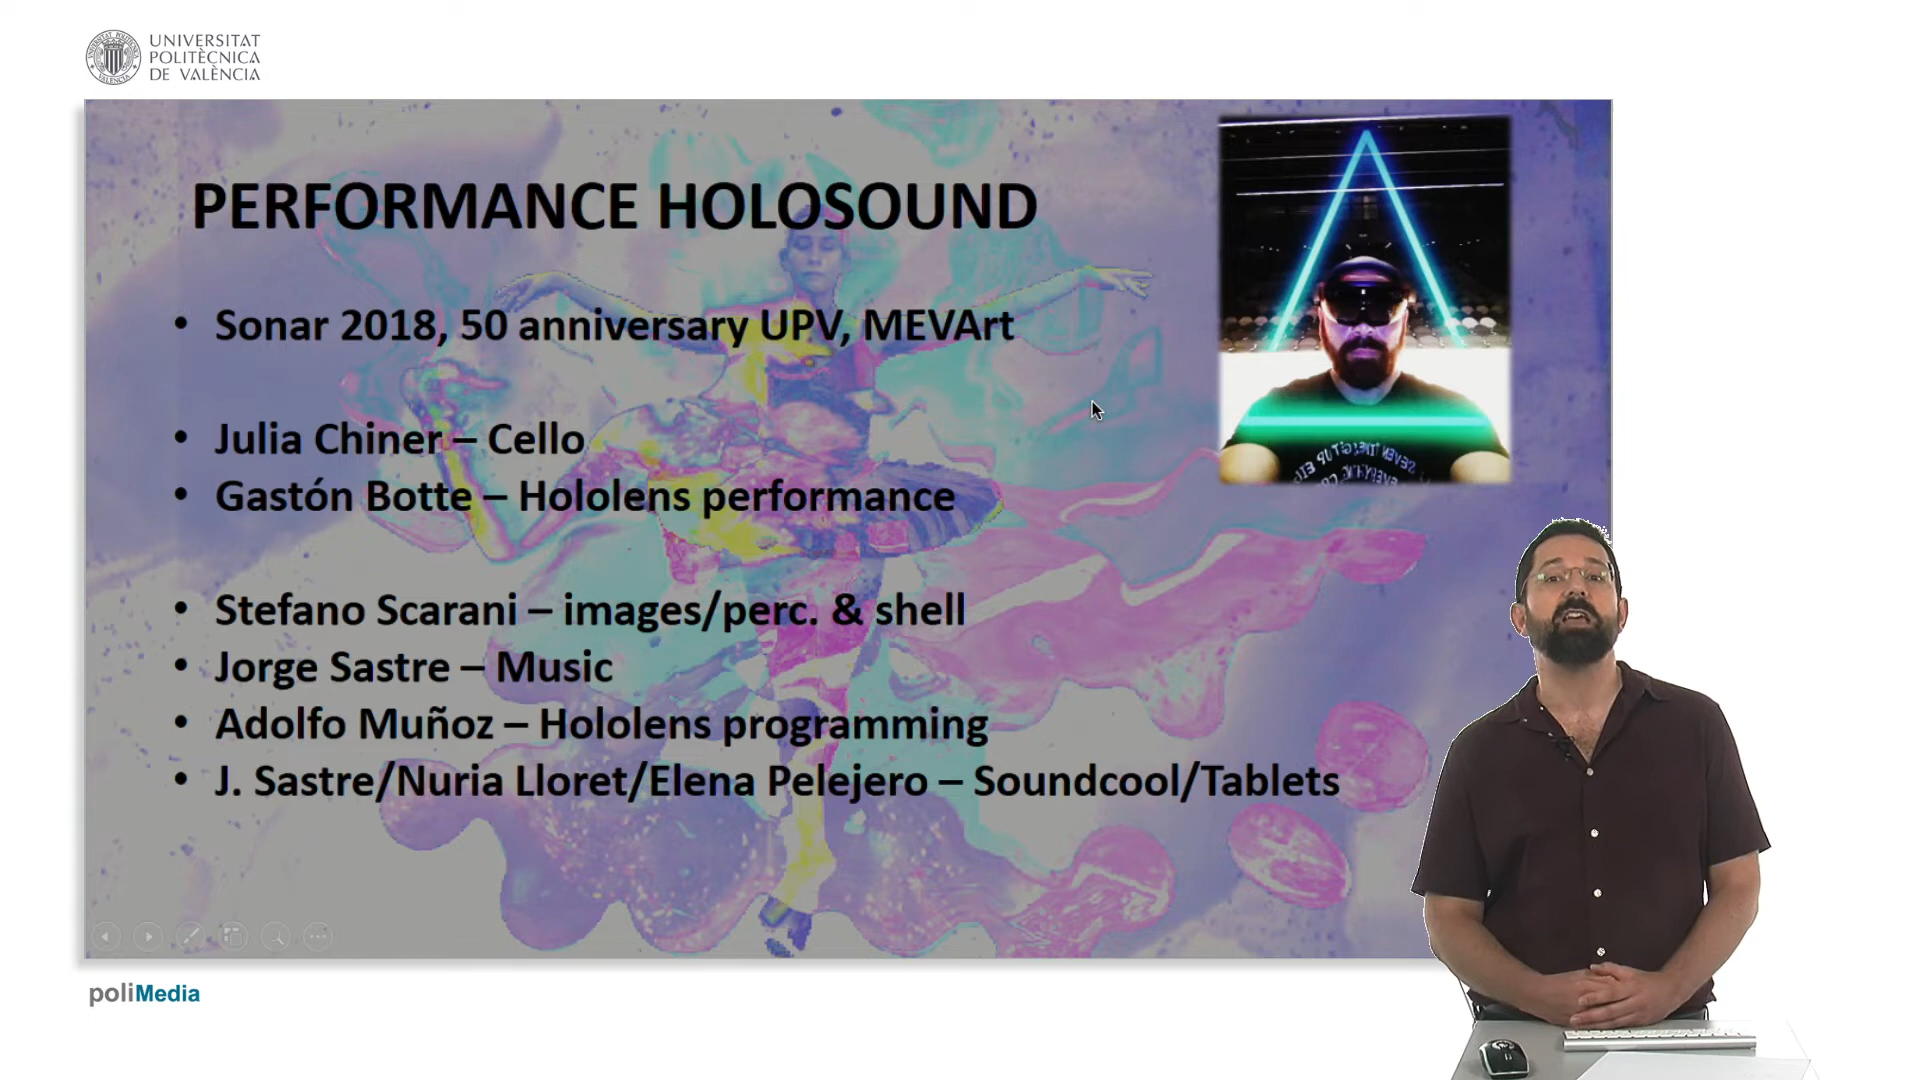 UNIVERSITAT
POLITÈCNICA
DE VALÈNCIA
PERFORMANCE HOLOSOUND
• Sonar 2018, 50 anniversary UPV, MEVArt
• Julia Chiner – Cello
• Gastón Botte – Hololens performance
• Stefano Scarani – images/perc. & shell
• Jorge Sastre – Music
• Adolfo Muñoz – Hololens programming
• J. Sastre/Nuria Lloret/Elena Pelejero – Soundcool/Tablets
poliMedia